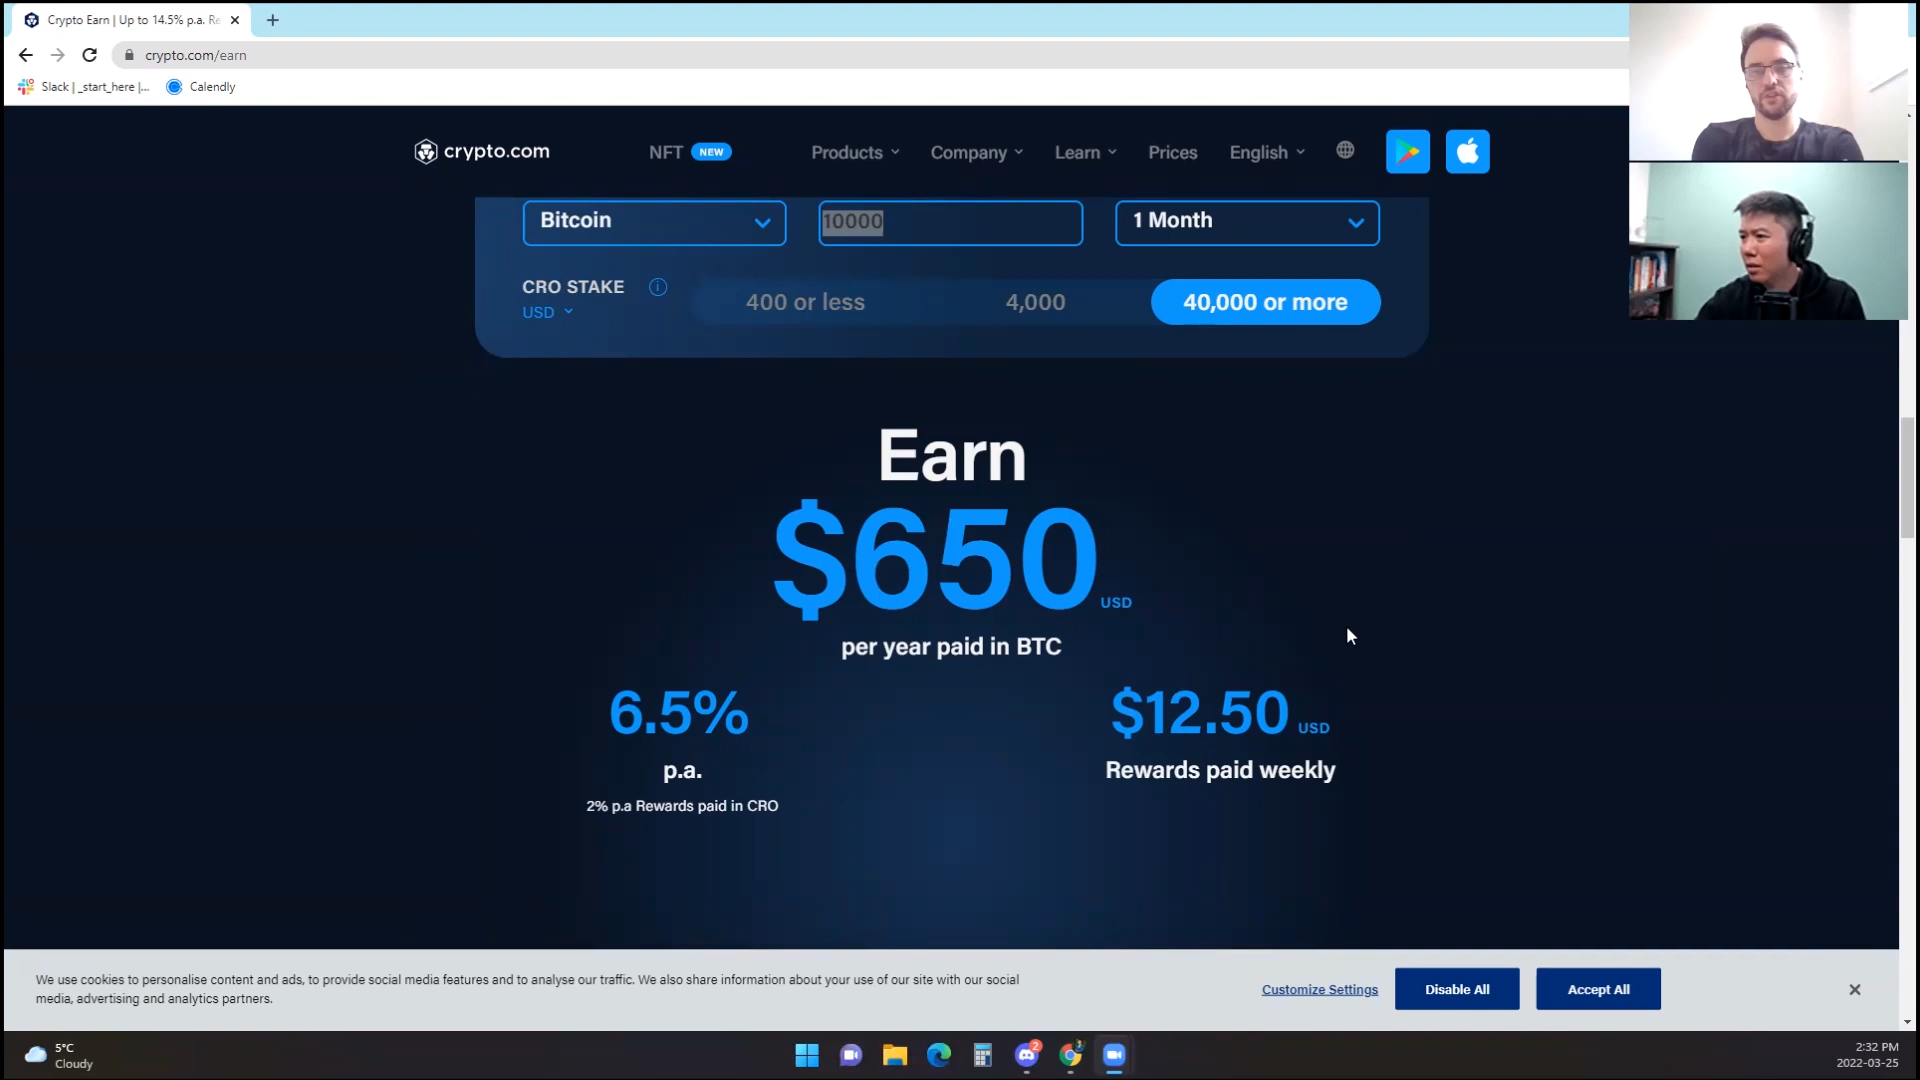 Crypto Earn | Up to 14.5% p.a. Re
crypto.com/earn
Slack | _start_here |...
Calendly
crypto.com
NFT NEW
Products
Company
Learn
Prices
English
Bitcoin
10000
1 Month
CRO STAKE
USD
400 or less
4,000
40,000 or more
Earn
$650 USD
per year paid in BTC
6.5%
p.a.
2% p.a Rewards paid in CRO
$12.50 USD
Rewards paid weekly
We use cookies to personalise content and ads, to provide social media features and to analyse our traffic. We also share information about your use of our site with our social
media, advertising and analytics partners.
Customize Settings
Disable All
Accept All
5°C
Cloudy
2
2:32 PM
2022-03-25